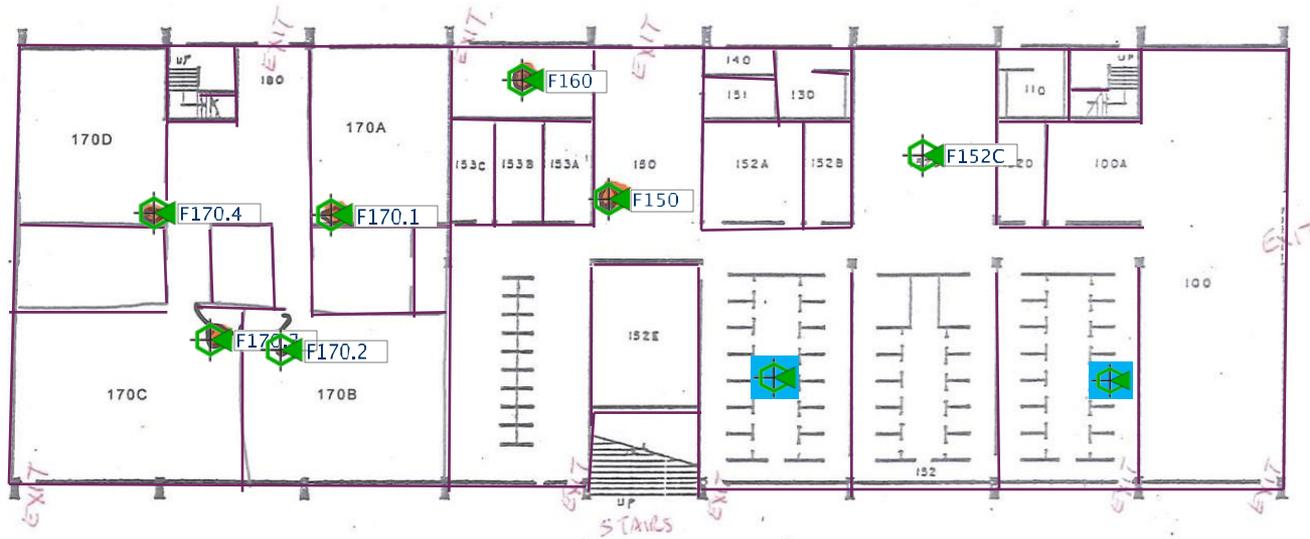 EXIT
EXIT
EXIT
UP
180
170D
170A
F160
140
151
130
110
UP
153C
153B
153A
150
152A
152B
F152C
100A
F170.4
F170.1
F150
EXIT
100
152E
F170.2
170C
170B
152
EXIT
EXIT
UP
EXIT
EXIT
EXIT
STAIRS